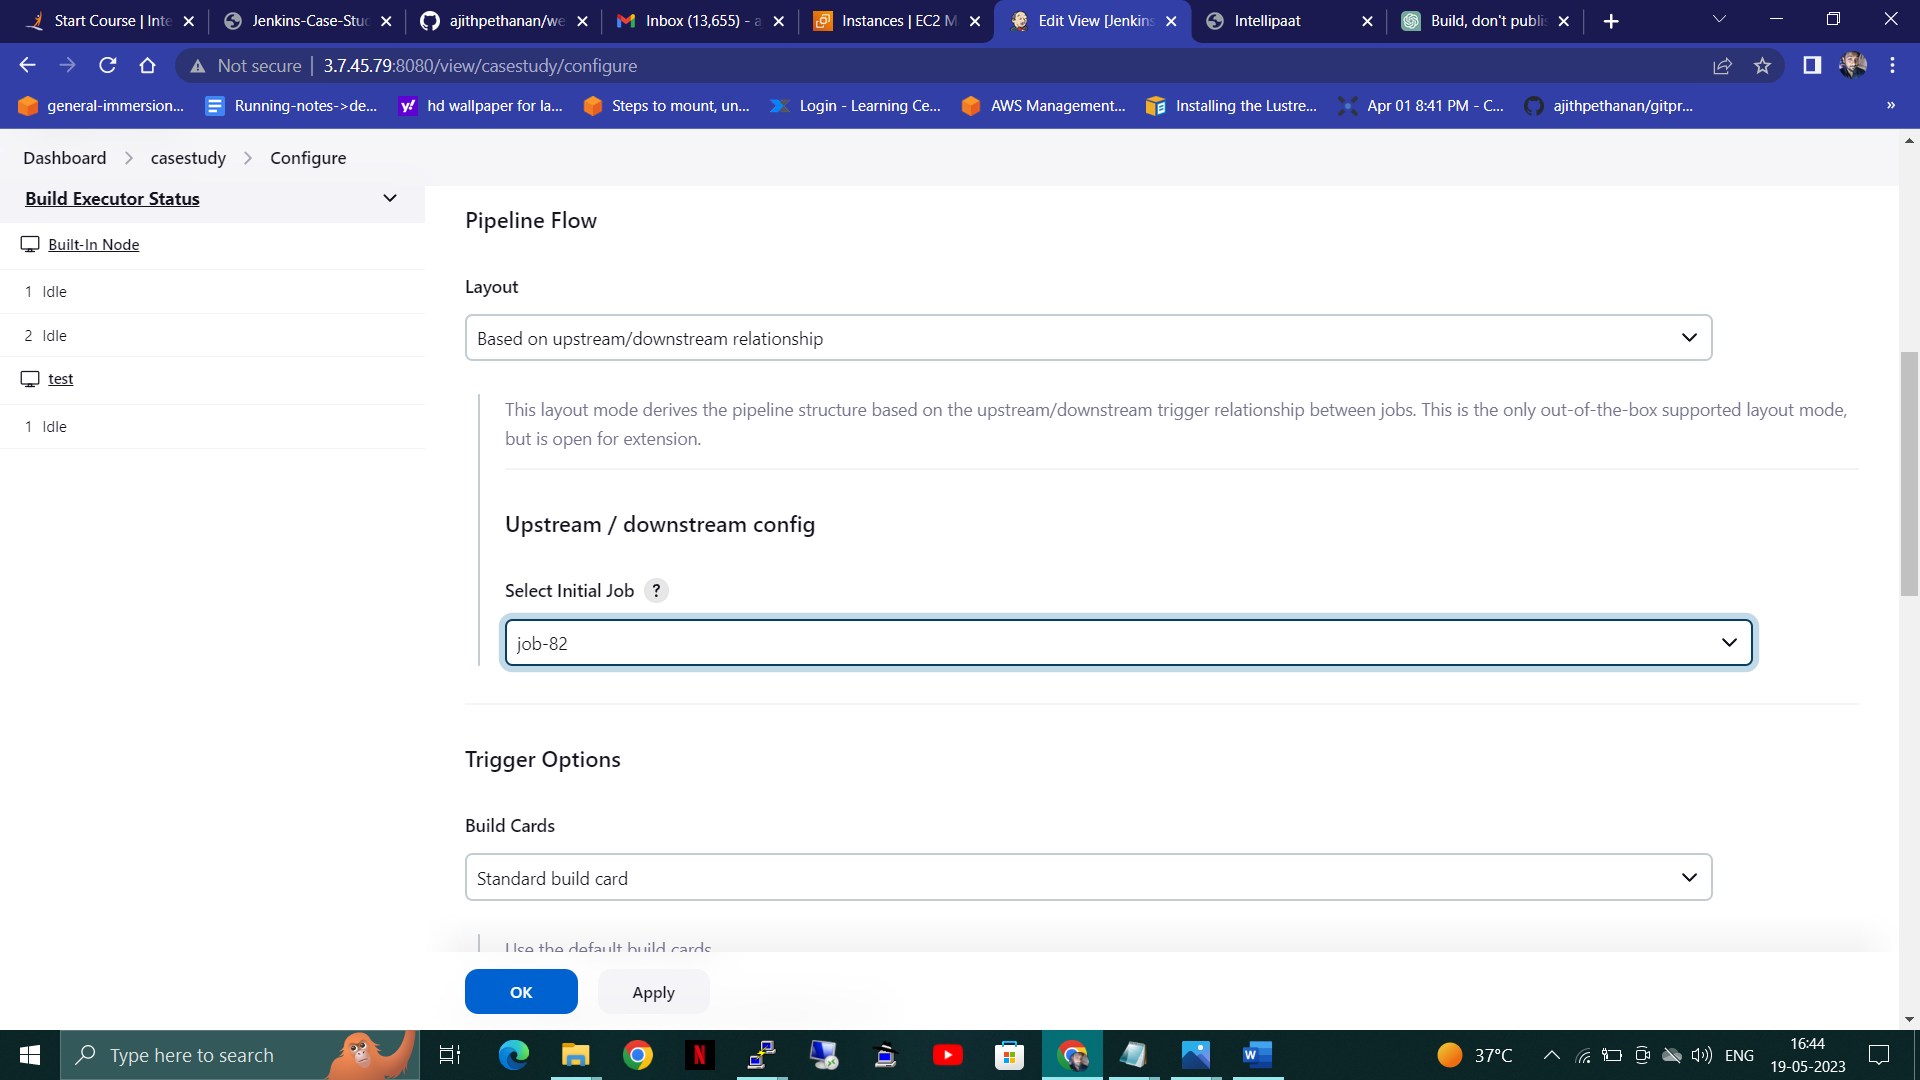 Start Course | Inte
Jenkins-Case-Stud
ajithpethanan/we
Inbox (13,655) - a
Instances | EC2 M
Edit View [Jenkins
Intellipaat
Build, don't publis
Not secure
3.7.45.79:8080/view/casestudy/configure
general-immersion...
Running-notes->de...
hd wallpaper for la...
Steps to mount, un...
Login - Learning Ce...
AWS Management...
Installing the Lustre...
Apr 01 8:41 PM - C...
ajithpethanan/gitpr...
»
Dashboard
casestudy
Configure
Build Executor Status
Built-In Node
1 Idle
2 Idle
test
1 Idle
Pipeline Flow
Layout
Based on upstream/downstream relationship
This layout mode derives the pipeline structure based on the upstream/downstream trigger relationship between jobs. This is the only out-of-the-box supported layout mode,
but is open for extension.
Upstream / downstream config
Select Initial Job ?
job-82
Trigger Options
Build Cards
Standard build card
Use the default build cards
OK
Apply
Type here to search
37°C
ENG
16:44
19-05-2023